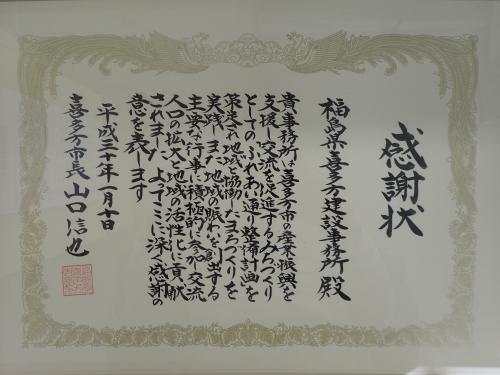 感謝状
福島県喜多方建設事務所殿
貴事務所は喜多方市の産業振興を
支援し交流を促進するみちづくり
としてのふれあい通り整備計画を
策定され地域と協働したまちづくりを
実践し また地域の賑わいを創出する
主要な行事に積極的に参加し交流
人口の拡大と地域の活性化に貢献
されました よってここに深く感謝の
意を表します
平成三十年一月十日
喜多方市長 山口信也